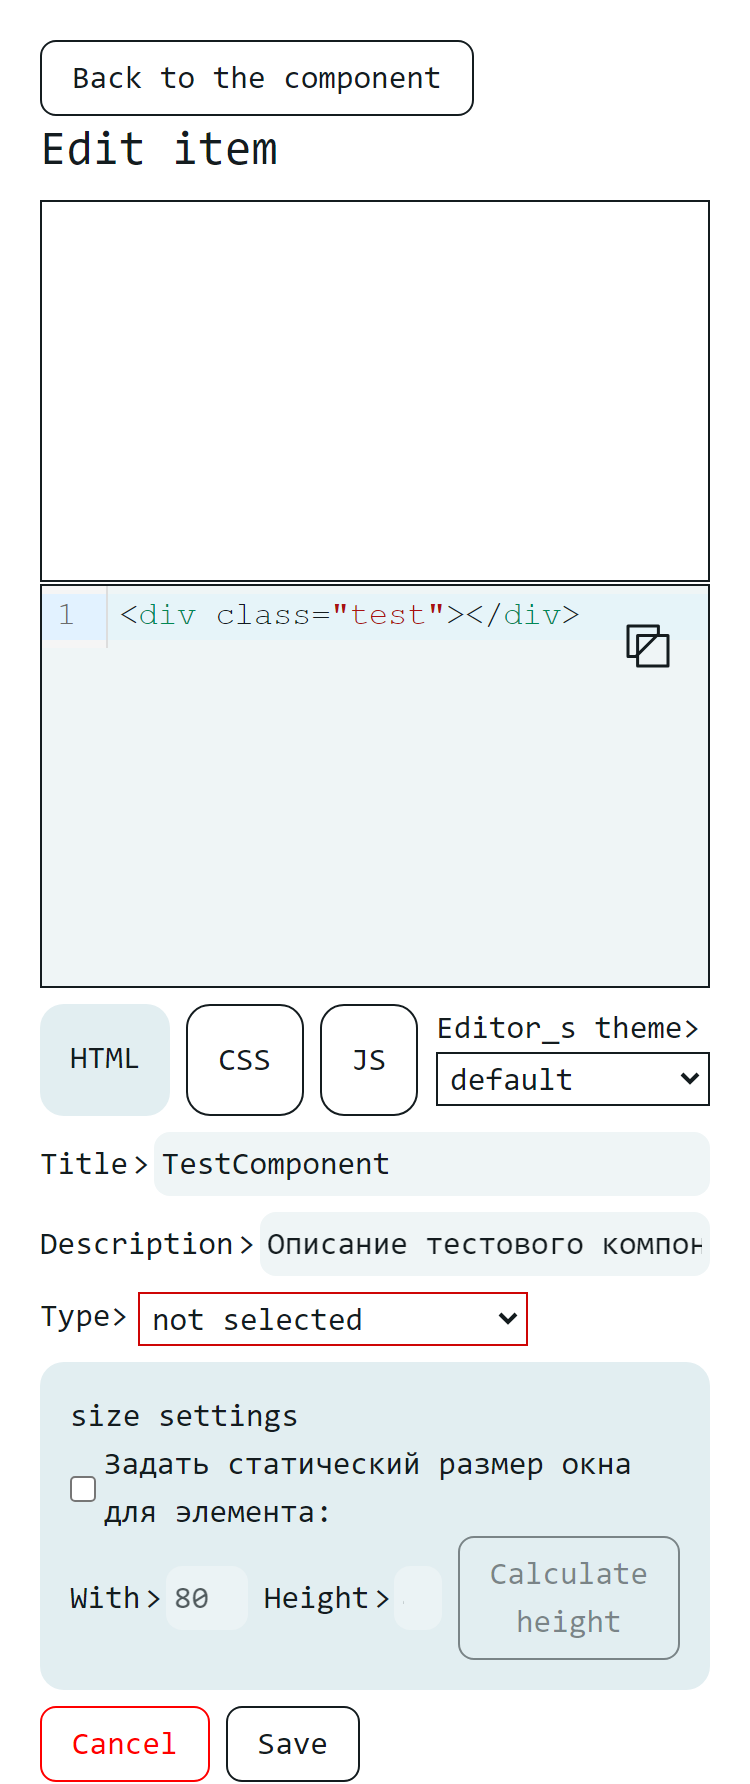 Back to the component
Edit item
1 <div class="test"></div>
HTML CSS JS Editor_s theme>
default
Title> TestComponent
Description> Описание тестового компон
Type> not selected
size settings
Задать статический размер окна
для элемента:
With> 80 Height> Calculate
height
Cancel Save